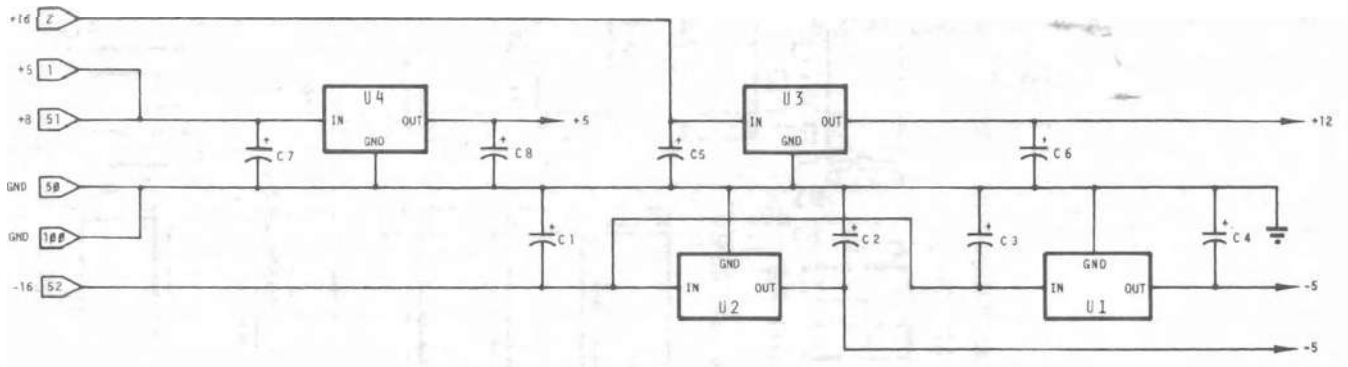 +16 2
+5 1
U4
U3
+8 51
IN
OUT
+5
IN
OUT
+12
GND
GND
C7
C8
C5
C6
GND 50
GND 100
C1
C2
C3
C4
GND
GND
-16 52
IN
OUT
IN
OUT
-5
U2
U1
-5